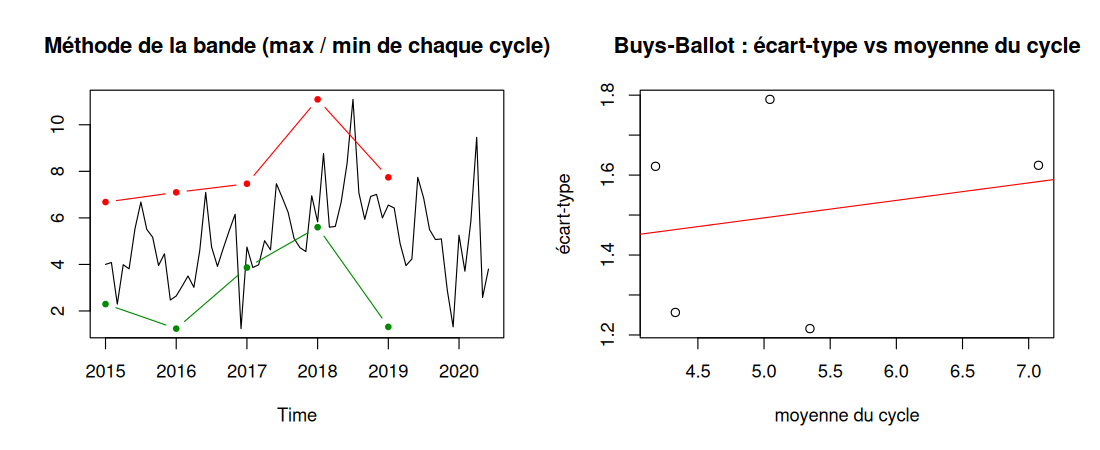 Méthode de la bande (max / min de chaque cycle)
10
8
6
4
2
2015 2016 2017 2018 2019 2020
Time
Buys-Ballot : écart-type vs moyenne du cycle
écart-type
1.8
1.6
1.4
1.2
4.5 5.0 5.5 6.0 6.5 7.0
moyenne du cycle